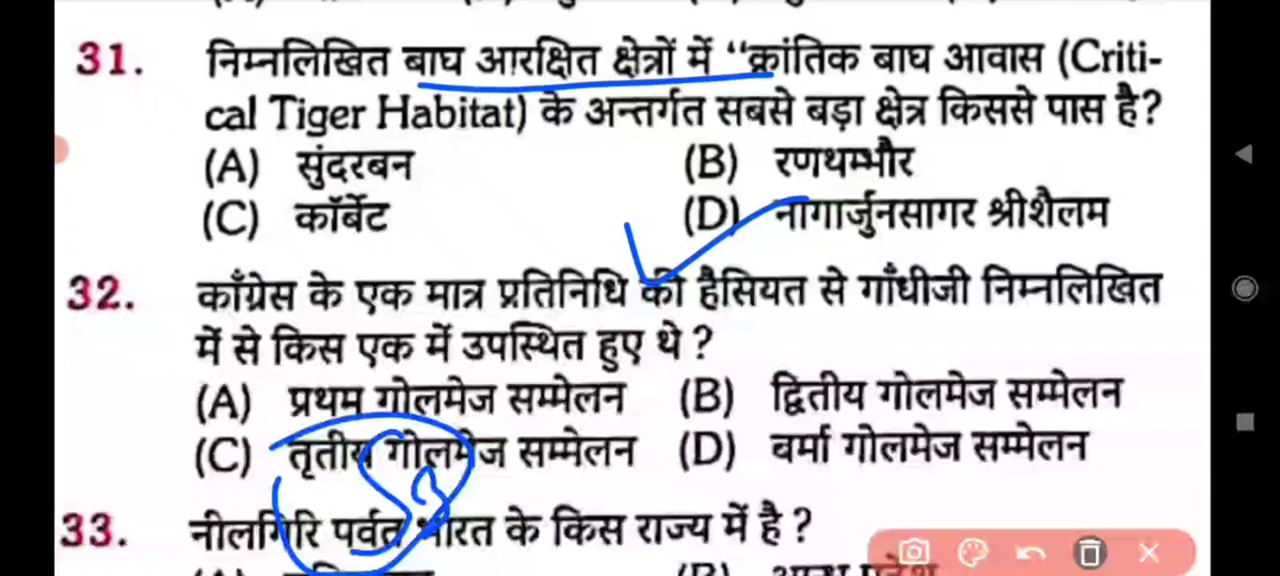 31. निम्नलिखित बाघ आरक्षित क्षेत्रों में "क्रांतिक बाघ आवास (Criti-
cal Tiger Habitat) के अन्तर्गत सबसे बड़ा क्षेत्र किससे पास है?
(A) सुंदरबन (B) रणथम्भौर
(C) कॉर्बेट (D) नागार्जुनसागर श्रीशैलम
32. काँग्रेस के एक मात्र प्रतिनिधि की हैसियत से गाँधीजी निम्नलिखित
में से किस एक में उपस्थित हुए थे ?
(A) प्रथम गोलमेज सम्मेलन (B) द्वितीय गोलमेज सम्मेलन
(C) तृतीय गोलमेज सम्मेलन (D) बर्मा गोलमेज सम्मेलन
33. नीलगिरि पर्वत भारत के किस राज्य में है ?